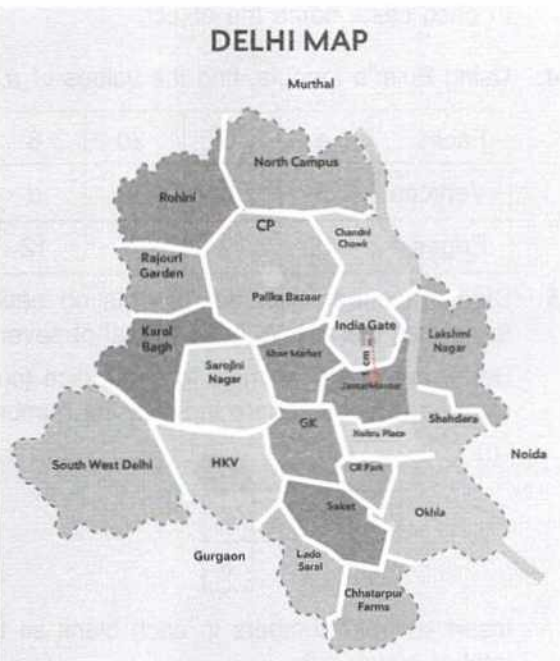 DELHI MAP
Murthal
North Campus
Rohini
CP
Chandni
Chowk
Rajouri
Garden
Palika Bazaar
India Gate
Karol
Bagh
Khan Market
Lakshmi
Nagar
Sarojini
Nagar
1 cm
Jantar Mantar
GK
Shahdara
Nehru Place
Noida
South West Delhi
HKV
CR Park
Saket
Okhla
Gurgaon
Lado
Sarai
Chhatarpur
Farms